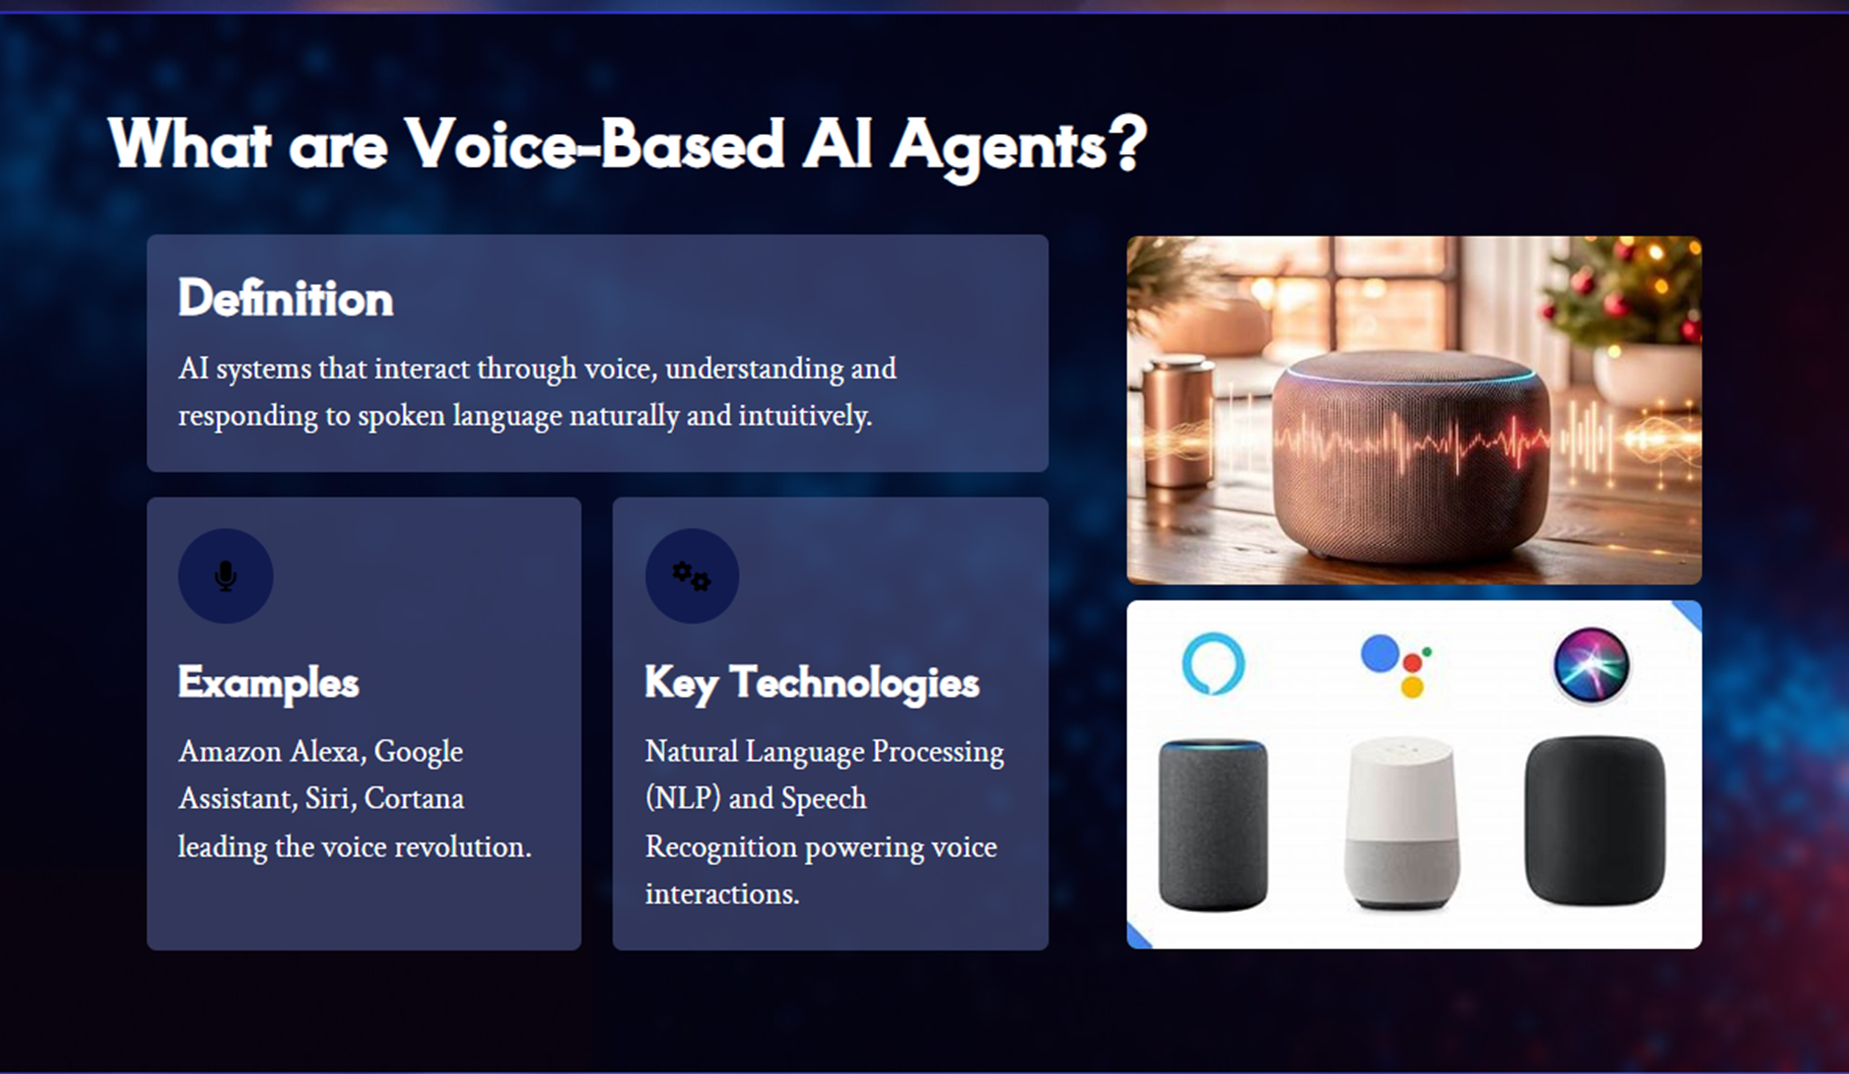 What are Voice-Based AI Agents?
Definition
AI systems that interact through voice, understanding and
responding to spoken language naturally and intuitively.
Examples
Amazon Alexa, Google
Assistant, Siri, Cortana
leading the voice revolution.
Key Technologies
Natural Language Processing
(NLP) and Speech
Recognition powering voice
interactions.